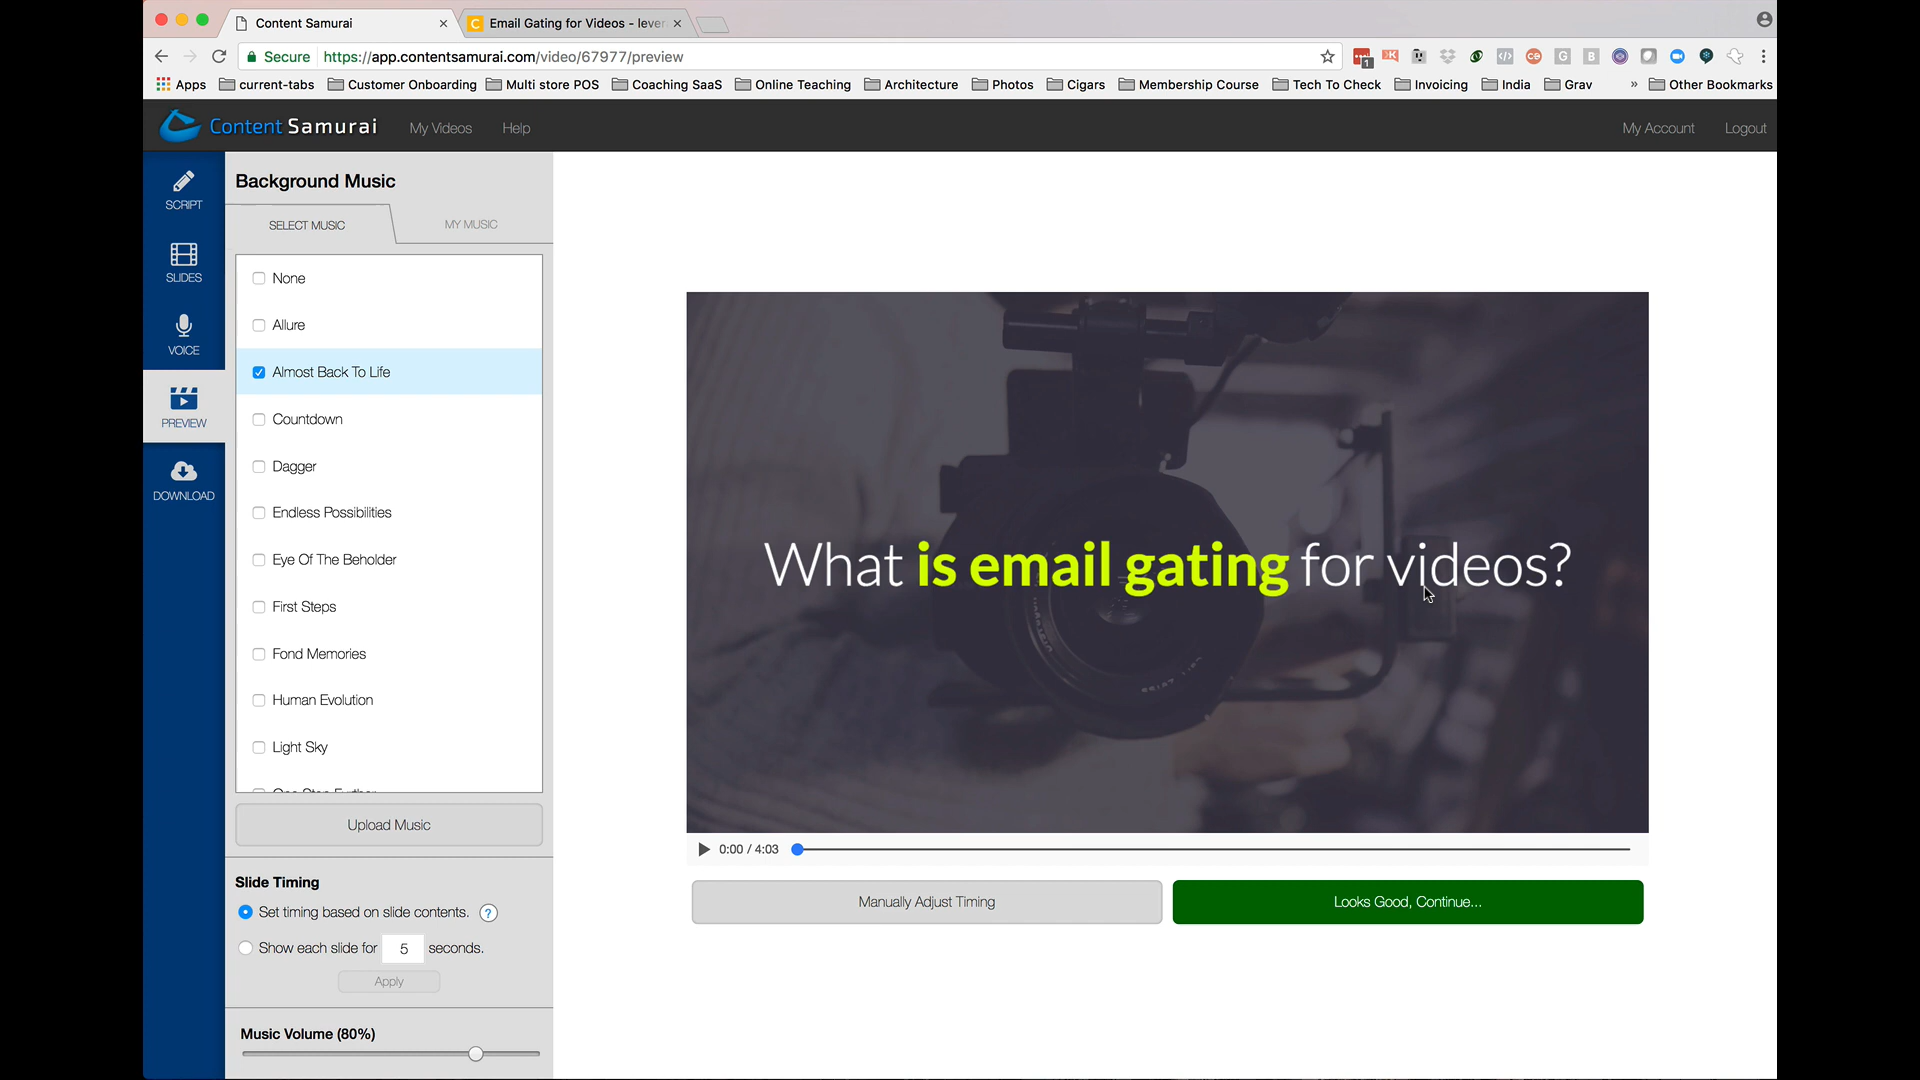 Content Samurai
Email Gating for Videos - lever
Secure https://app.contentsamurai.com/video/67977/preview
1
Apps current-tabs Customer Onboarding Multi store POS Coaching SaaS Online Teaching Architecture Photos Cigars Membership Course Tech To Check Invoicing India Grav » Other Bookmarks
Content Samurai My Videos Help My Account Logout
SCRIPT
SLIDES
VOICE
PREVIEW
DOWNLOAD
Background Music
SELECT MUSIC MY MUSIC
None
Allure
Almost Back To Life
Countdown
Dagger
Endless Possibilities
Eye Of The Beholder
First Steps
Fond Memories
Human Evolution
Light Sky
One Step Further
Upload Music
Slide Timing
Set timing based on slide contents. ?
Show each slide for 5 seconds.
Apply
Music Volume (80%)
What is email gating for videos?
0:00 / 4:03
Manually Adjust Timing
Looks Good, Continue...